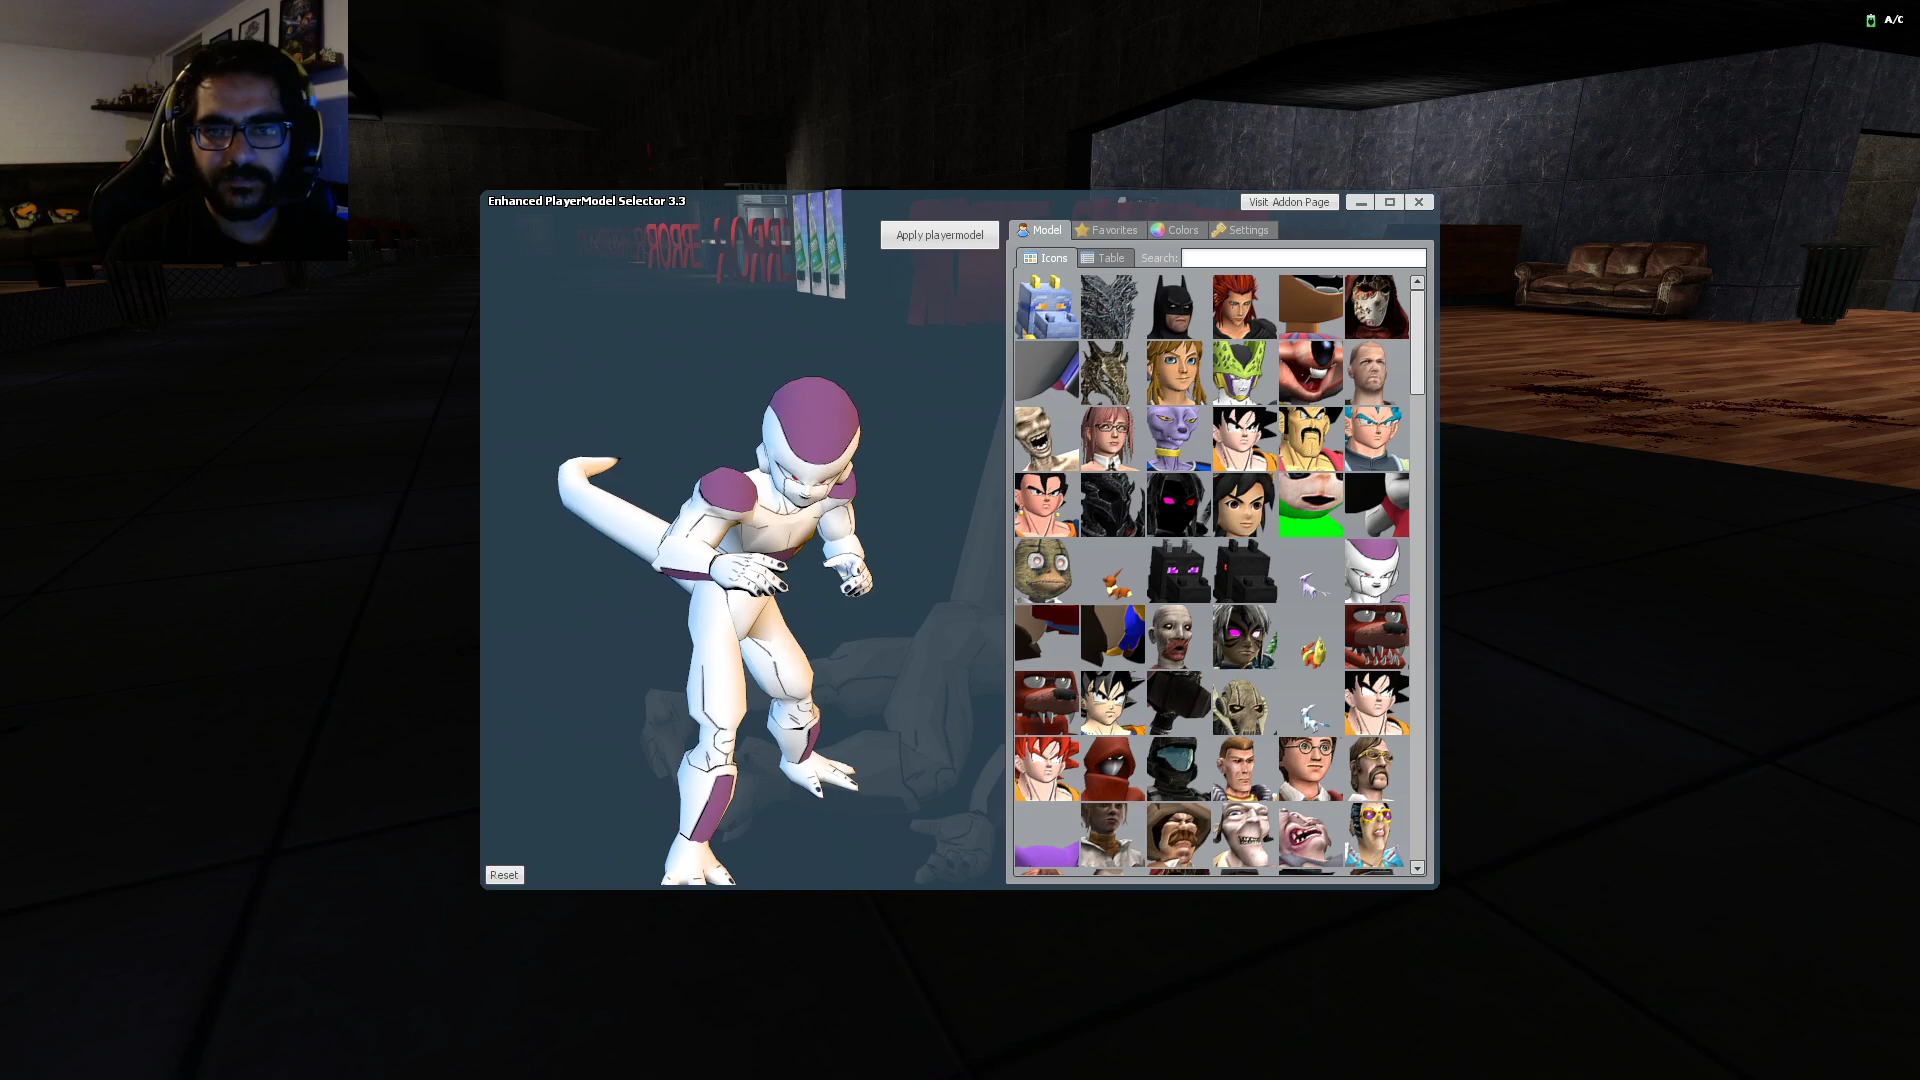 A/C
Enhanced PlayerModel Selector 3.3
Visit Addon Page
Apply playermodel
Model
Favorites
Colors
Settings
Icons
Table
Search:
Reset